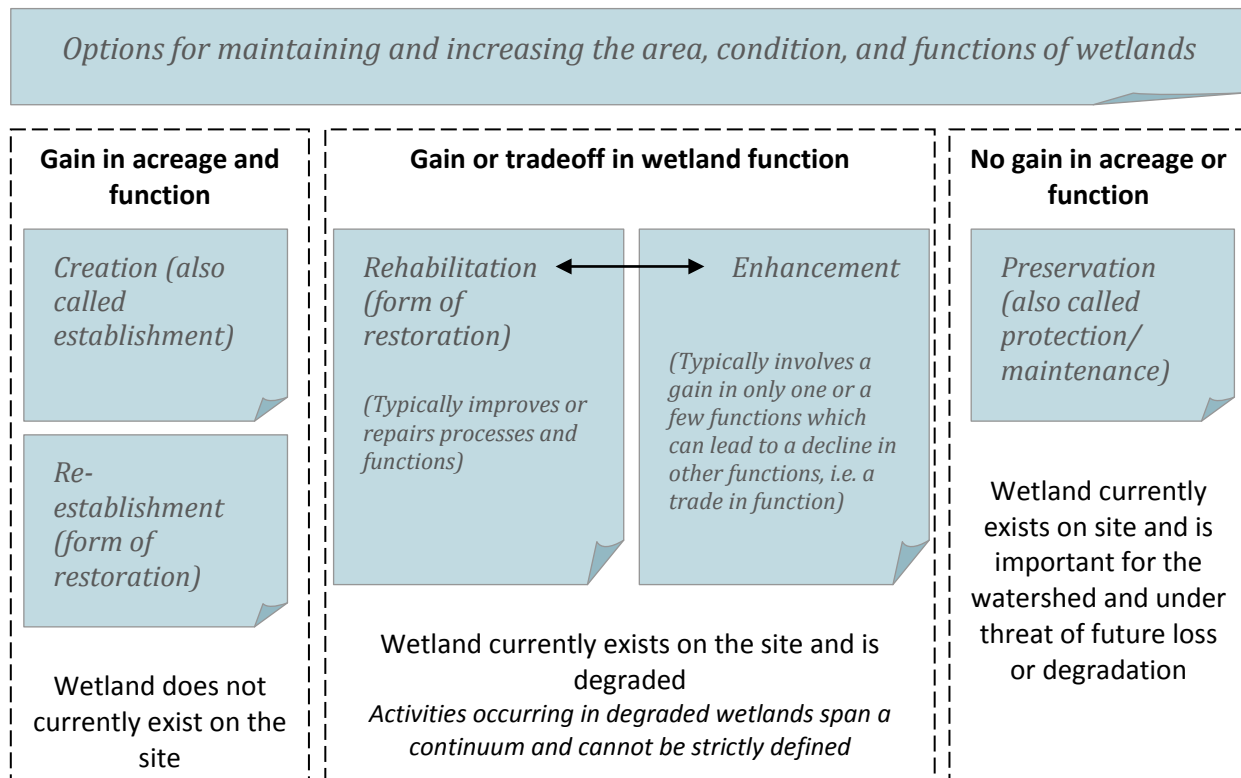 Options for maintaining and increasing the area, condition, and functions of wetlands
Gain in acreage and
function
Creation (also
called
establishment)
Re-
establishment
(form of
restoration)
Wetland does not
currently exist on the
site
Gain or tradeoff in wetland function
Rehabilitation
(form of
restoration)
(Typically improves or
repairs processes and
functions)
Enhancement
(Typically involves a
gain in only one or a
few functions which
can lead to a decline in
other functions, i.e. a
trade in function)
Wetland currently exists on the site and is
degraded
Activities occurring in degraded wetlands span a
continuum and cannot be strictly defined
No gain in acreage or
function
Preservation
(also called
protection/
maintenance)
Wetland currently
exists on site and is
important for the
watershed and under
threat of future loss
or degradation